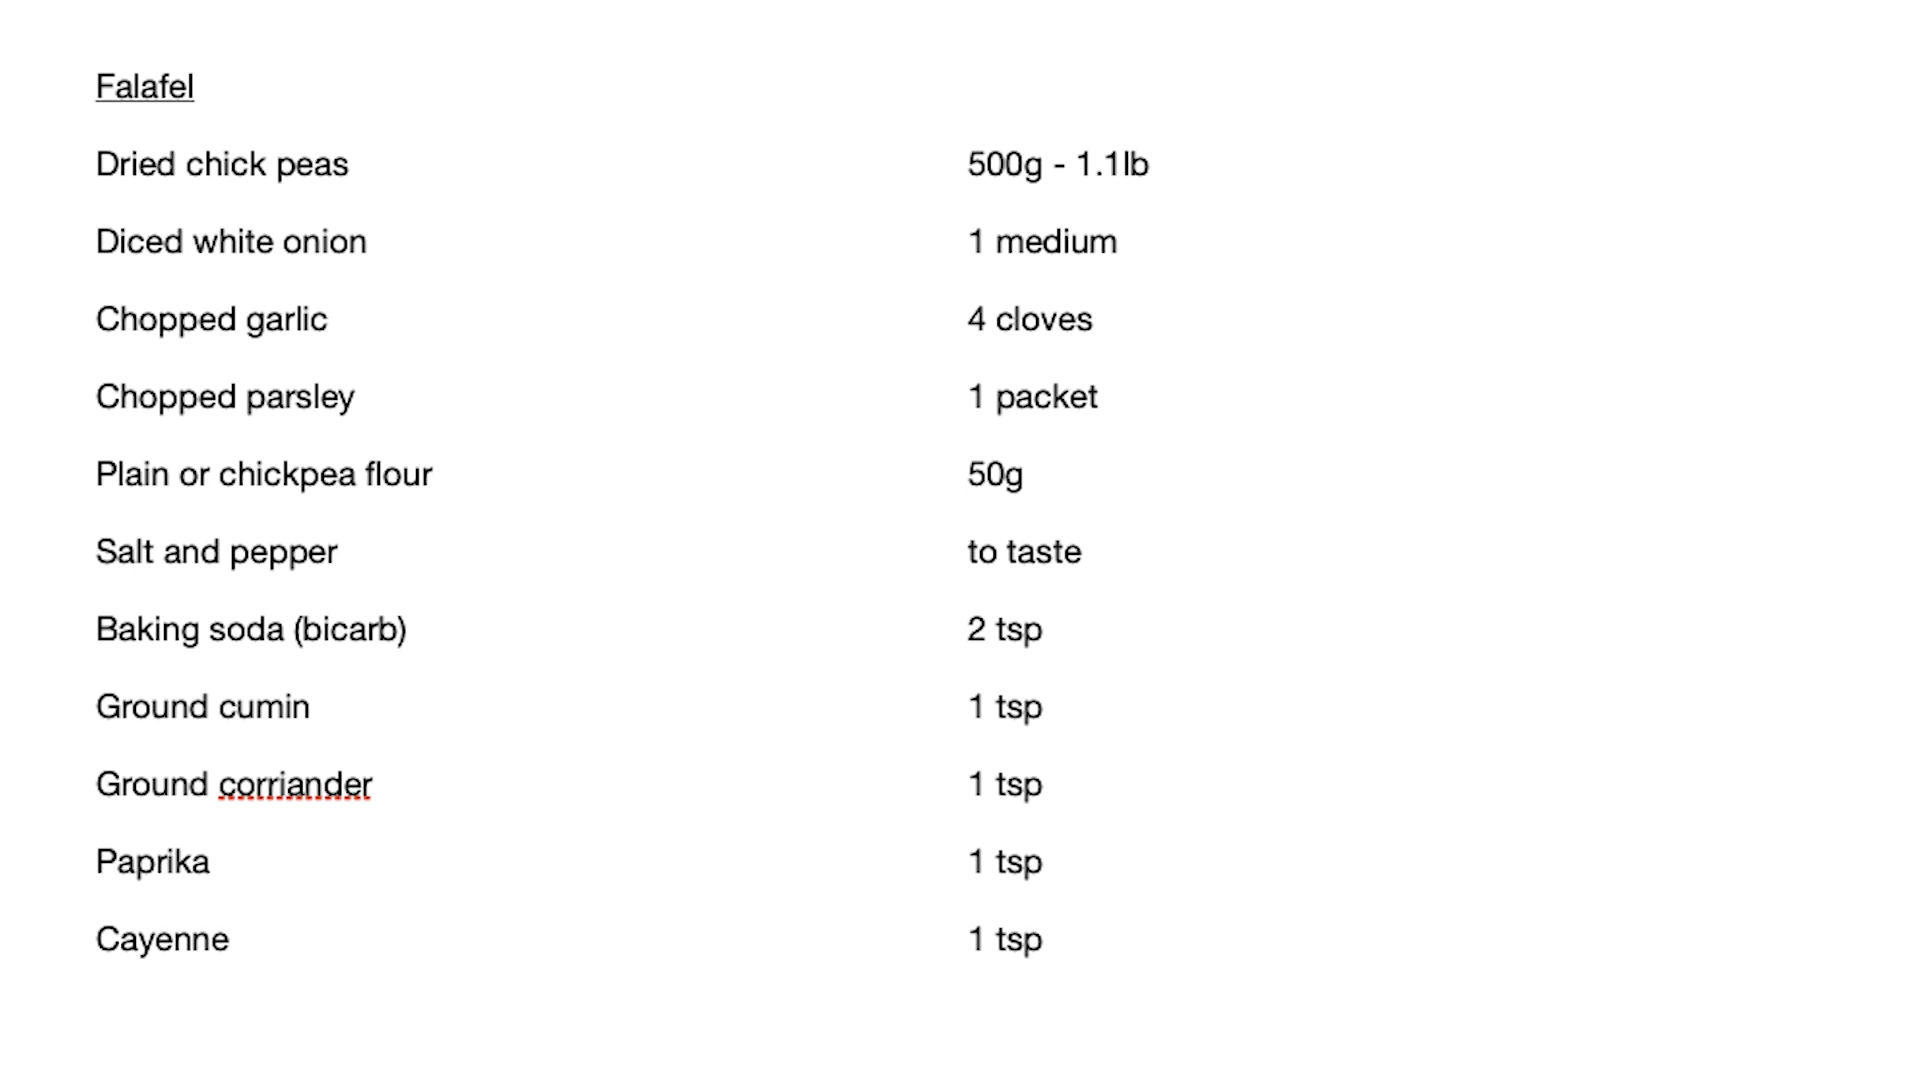 Falafel
Dried chick peas 500g - 1.1lb
Diced white onion 1 medium
Chopped garlic 4 cloves
Chopped parsley 1 packet
Plain or chickpea flour 50g
Salt and pepper to taste
Baking soda (bicarb) 2 tsp
Ground cumin 1 tsp
Ground corriander 1 tsp
Paprika 1 tsp
Cayenne 1 tsp